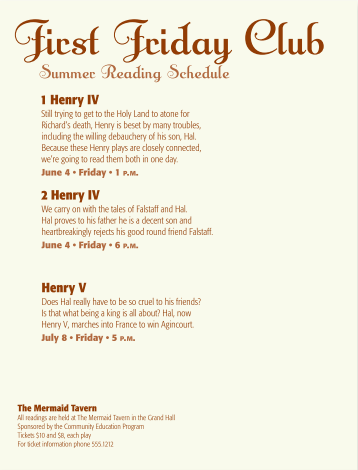 First Friday Club
Summer Reading Schedule
1 Henry IV
Still trying to get to the Holy Land to atone for
Richard's death, Henry is beset by many troubles,
including the willing debauchery of his son, Hal.
Because these Henry plays are closely connected,
we're going to read them both in one day.
June 4 • Friday • 1 P.M.
2 Henry IV
We carry on with the tales of Falstaff and Hal.
Hal proves to his father he is a decent son and
heartbreakingly rejects his good round friend Falstaff.
June 4 • Friday • 6 P.M.
Henry V
Does Hal really have to be so cruel to his friends?
Is that what being a king is all about? Hal, now
Henry V, marches into France to win Agincourt.
July 8 • Friday • 5 P.M.
The Mermaid Tavern
All readings are held at The Mermaid Tavern in the Grand Hall
Sponsored by the Community Education Program
Tickets $10 and $8, each play
For ticket information phone 555.1212